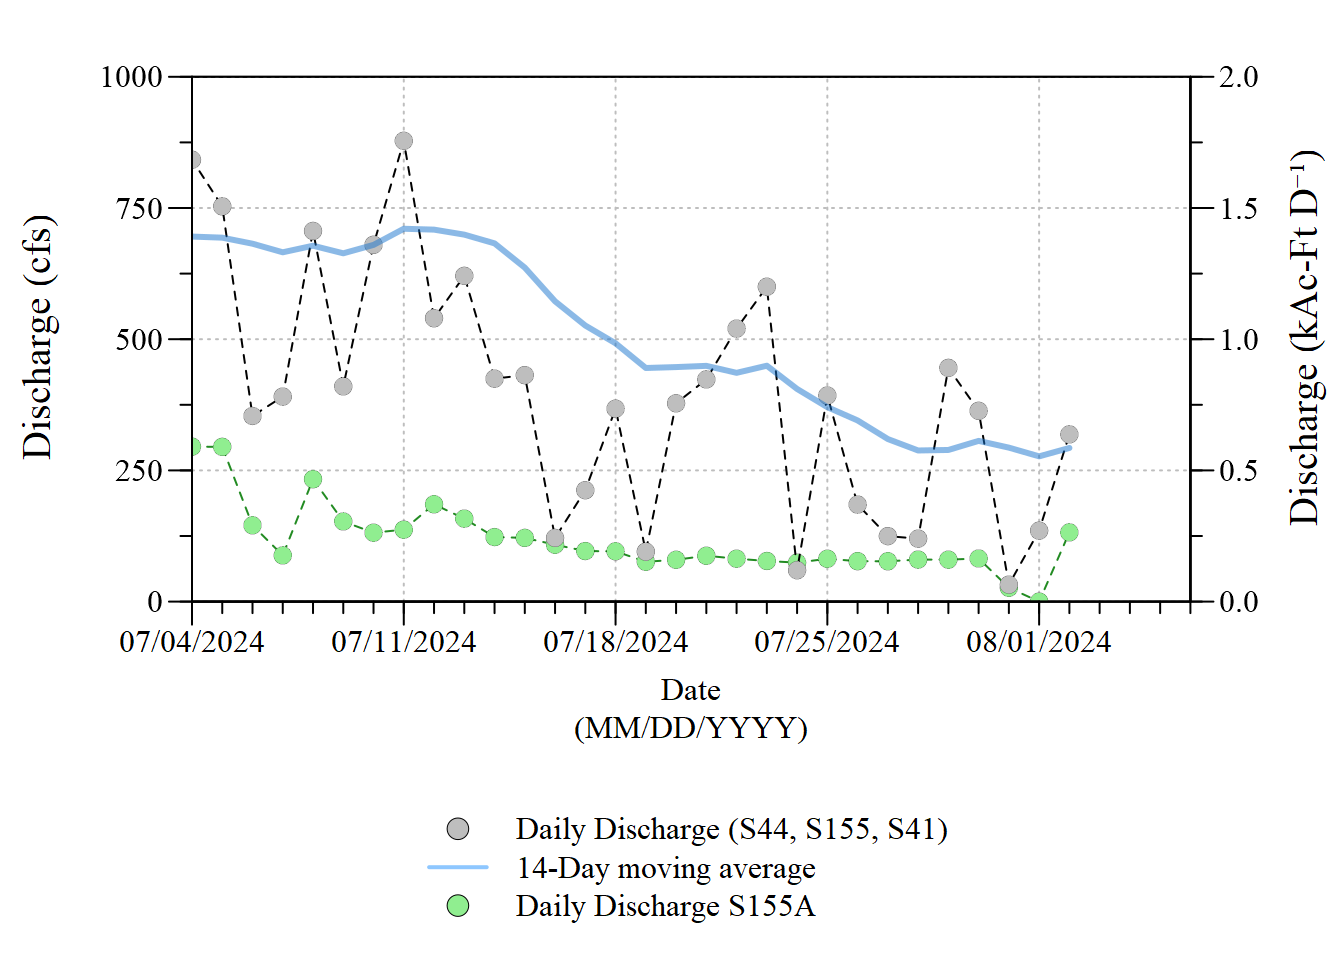 1000
750
500
250
0
Discharge (cfs)
2.0
1.5
1.0
0.5
0.0
Discharge (kAc-Ft D⁻¹)
07/04/2024 07/11/2024 07/18/2024 07/25/2024 08/01/2024
Date
(MM/DD/YYYY)
Daily Discharge (S44, S155, S41)
14-Day moving average
Daily Discharge S155A